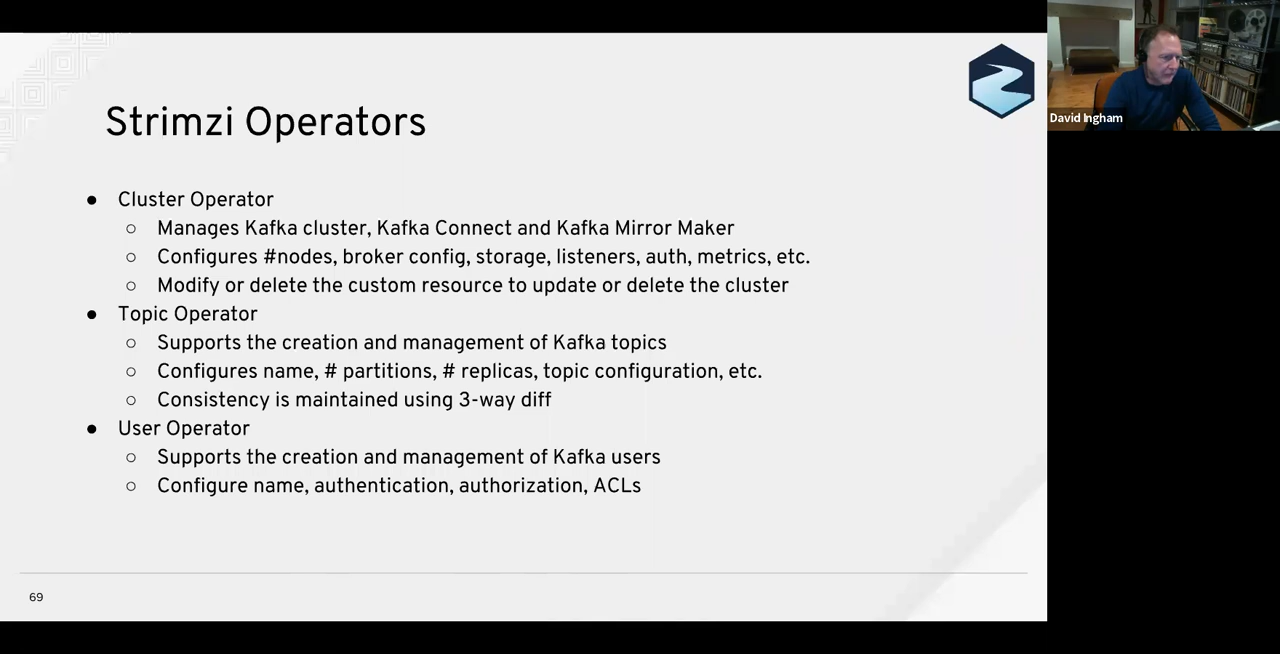 Strimzi Operators
● Cluster Operator
○ Manages Kafka cluster, Kafka Connect and Kafka Mirror Maker
○ Configures #nodes, broker config, storage, listeners, auth, metrics, etc.
○ Modify or delete the custom resource to update or delete the cluster
● Topic Operator
○ Supports the creation and management of Kafka topics
○ Configures name, # partitions, # replicas, topic configuration, etc.
○ Consistency is maintained using 3-way diff
● User Operator
○ Supports the creation and management of Kafka users
○ Configure name, authentication, authorization, ACLs
69
David Ingham